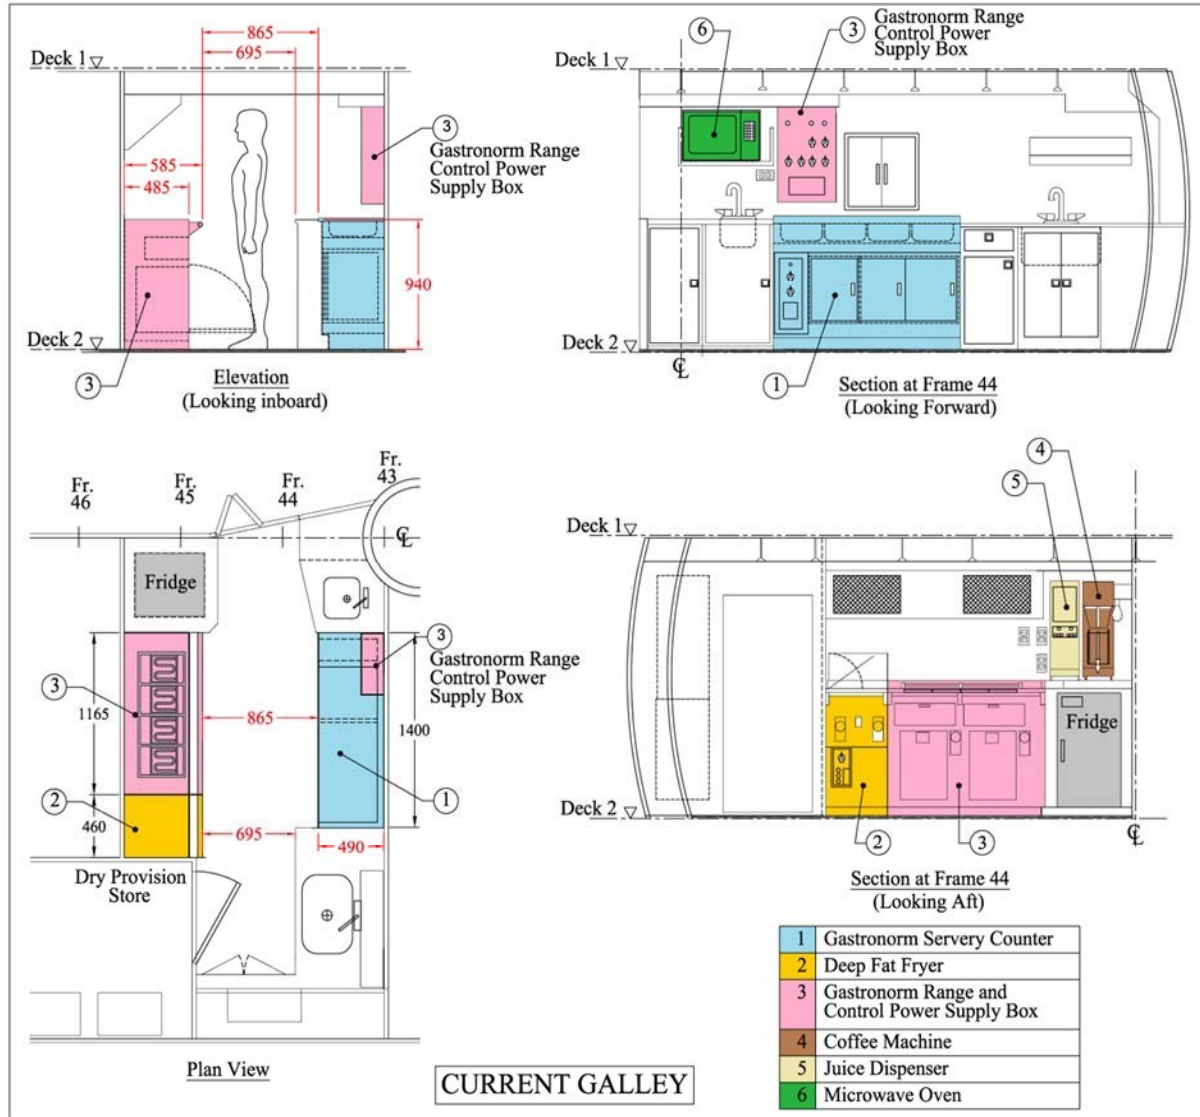 Deck 1
865
695
585
485
3
Gastronorm Range
Control Power
Supply Box
940
Deck 2
3
Elevation
(Looking inboard)
6
3
Gastronorm Range
Control Power
Supply Box
Deck 1
Deck 2
CL
1
Section at Frame 44
(Looking Forward)
Fr.
46
Fr.
45
Fr.
44
Fr.
43
CL
Fridge
3
Gastronorm Range
Control Power
Supply Box
3
1165
865
1400
2
460
1
695
490
Dry Provision
Store
Plan View
4
5
Deck 1
Fridge
Deck 2
2
3
CL
Section at Frame 44
(Looking Aft)
1 Gastronorm Servery Counter
2 Deep Fat Fryer
3 Gastronorm Range and
Control Power Supply Box
4 Coffee Machine
5 Juice Dispenser
6 Microwave Oven
CURRENT GALLEY